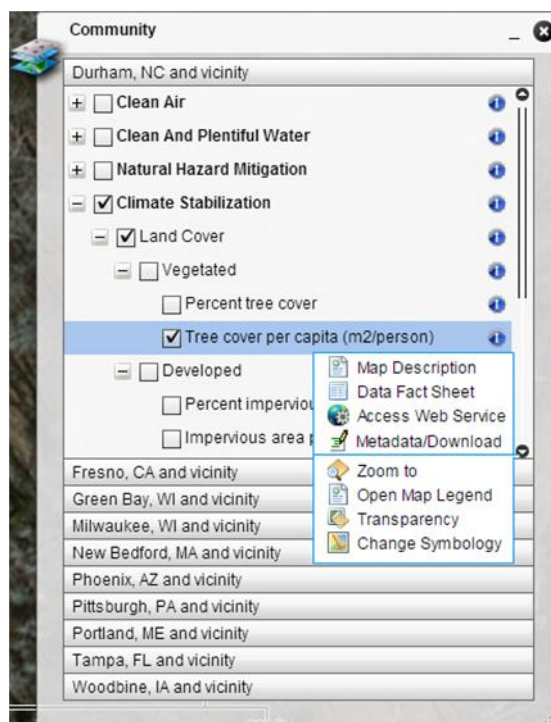 Community
Durham, NC and vicinity
Clean Air
Clean And Plentiful Water
Natural Hazard Mitigation
Climate Stabilization
Land Cover
Vegetated
Percent tree cover
Tree cover per capita (m2/person)
Developed
Map Description
Data Fact Sheet
Percent
Access Web Service
Impervious area
Metadata/Download
Fresno, CA and vicinity
Zoom to
Green Bay, WI and vicinity
Open Map Legend
Milwaukee, WI and vicinity
Transparency
New Bedford, MA and vicinity
Change Symbology
Phoenix, AZ and vicinity
Pittsburgh, PA and vicinity
Portland, ME and vicinity
Tampa, FL and vicinity
Woodbine, IA and vicinity